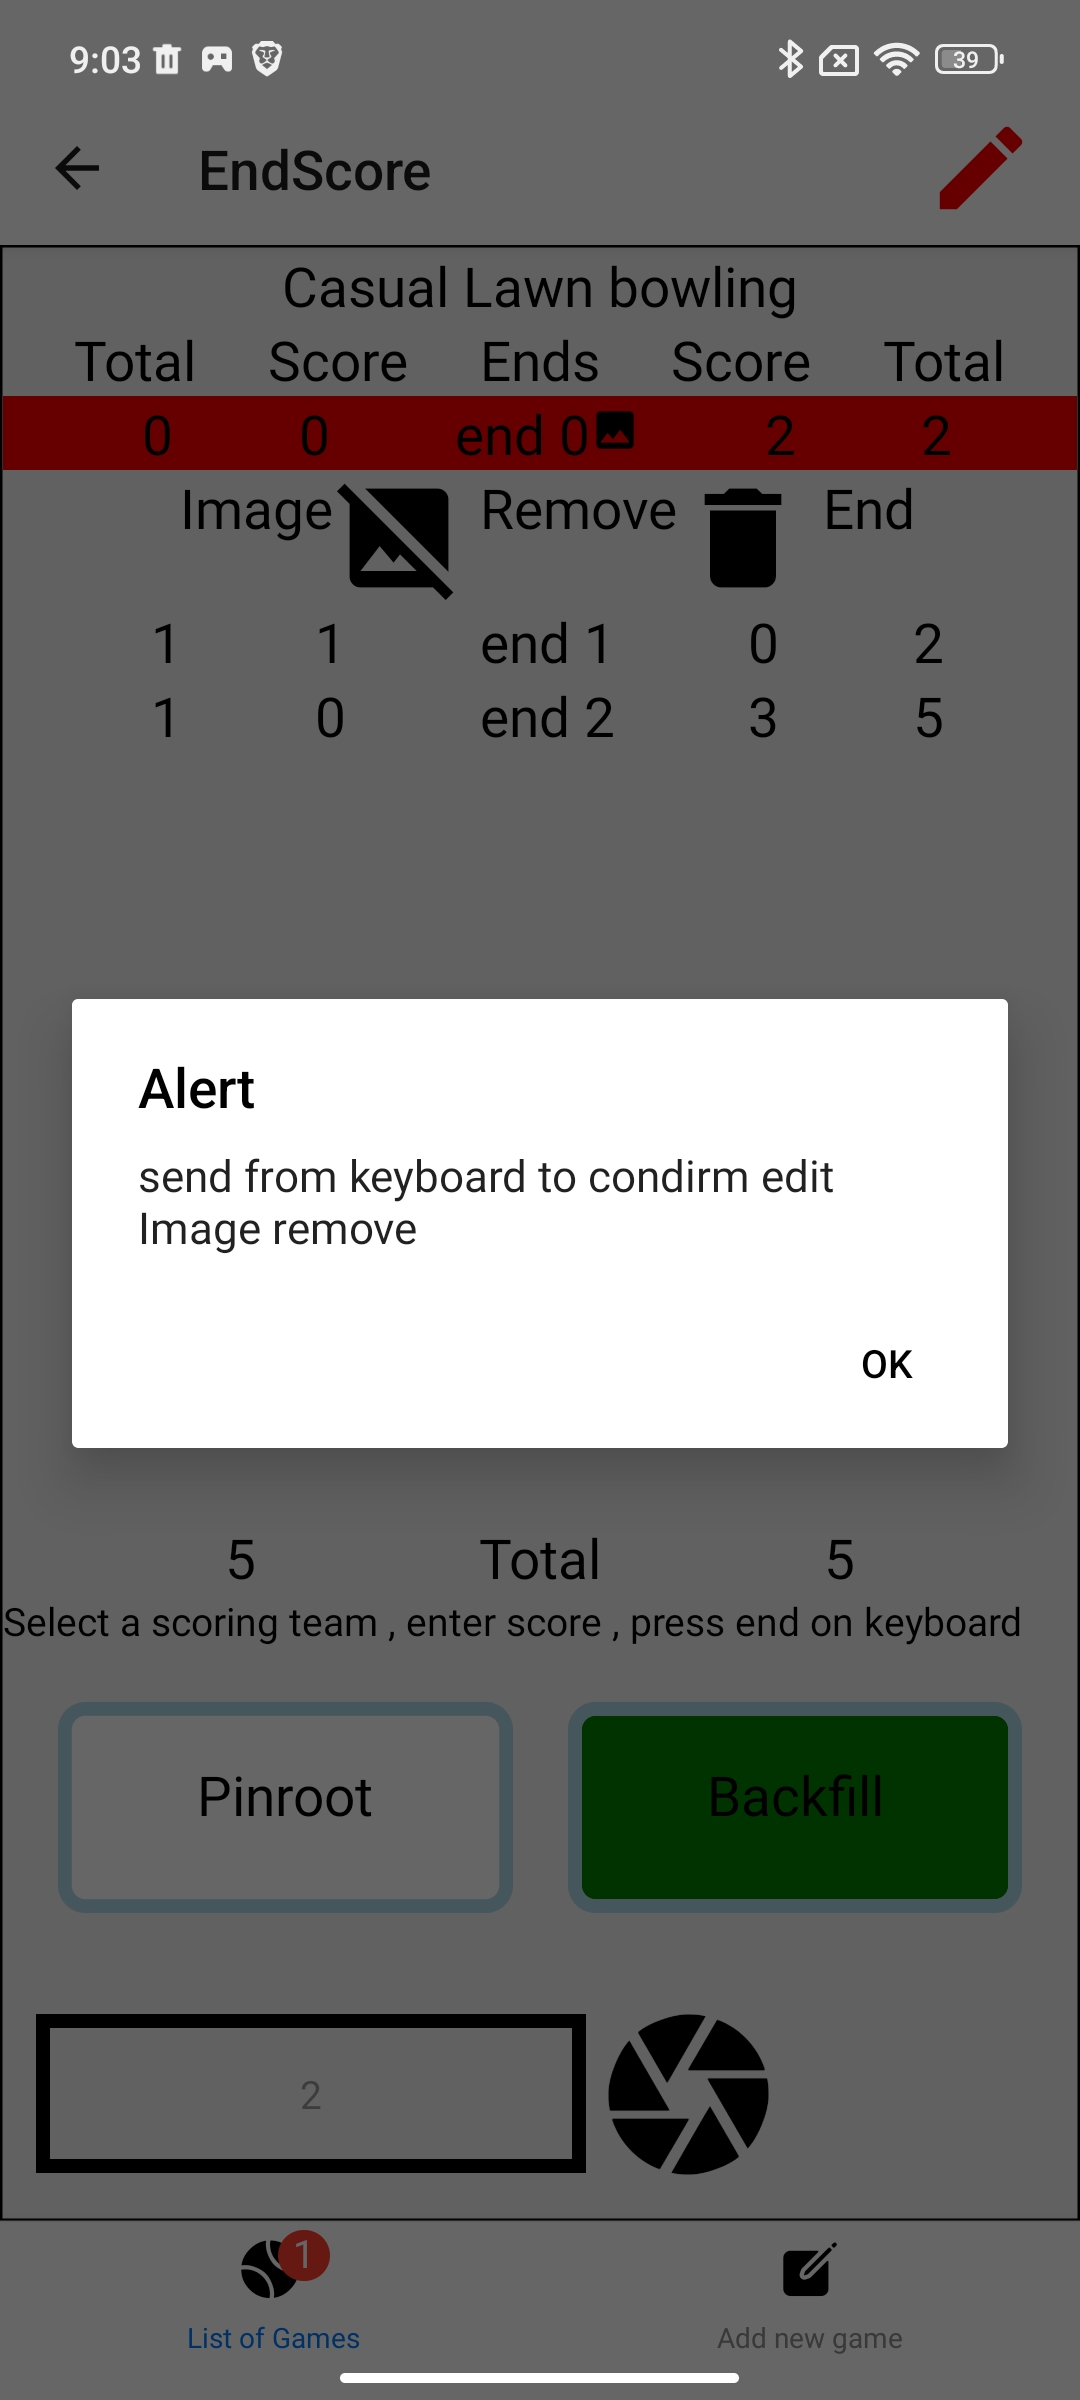 9:03 39
EndScore
Casual Lawn bowling
Total Score Ends Score Total
0 0 end 0 2 2
Image Remove End
1 1 end 1 0 2
1 0 end 2 3 5
Alert
send from keyboard to condirm edit
Image remove
OK
5 Total 5
Select a scoring team , enter score , press end on keyboard
Pinroot Backfill
2
1
List of Games Add new game